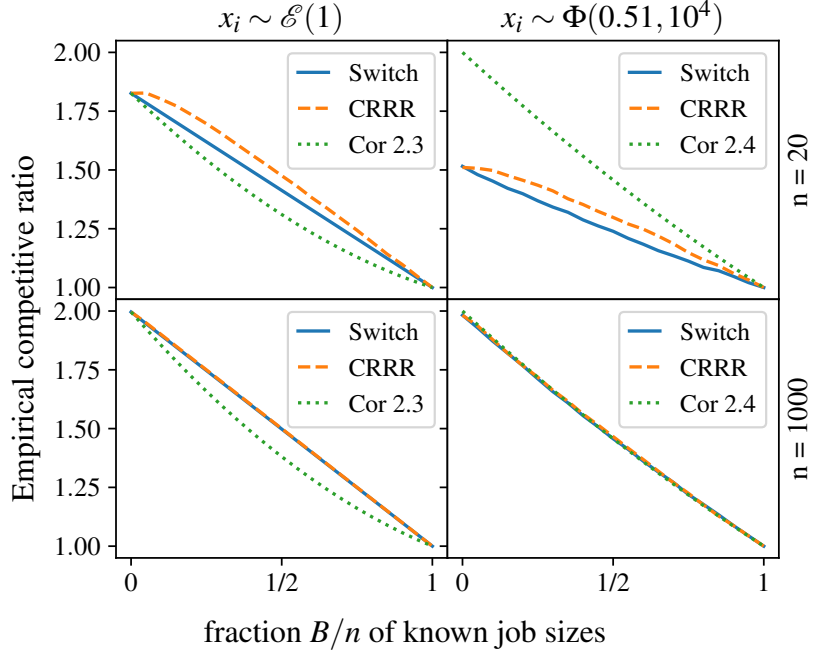 x_i ∼ ℰ(1)
x_i ∼ Φ(0.51, 10^4)
Empirical competitive ratio
2.00
1.75
1.50
1.25
1.00
Switch
CRRR
Cor 2.3
Switch
CRRR
Cor 2.4
n = 20
2.00
1.75
1.50
1.25
1.00
Switch
CRRR
Cor 2.3
Switch
CRRR
Cor 2.4
n = 1000
0
1/2
1
0
1/2
1
fraction B/n of known job sizes